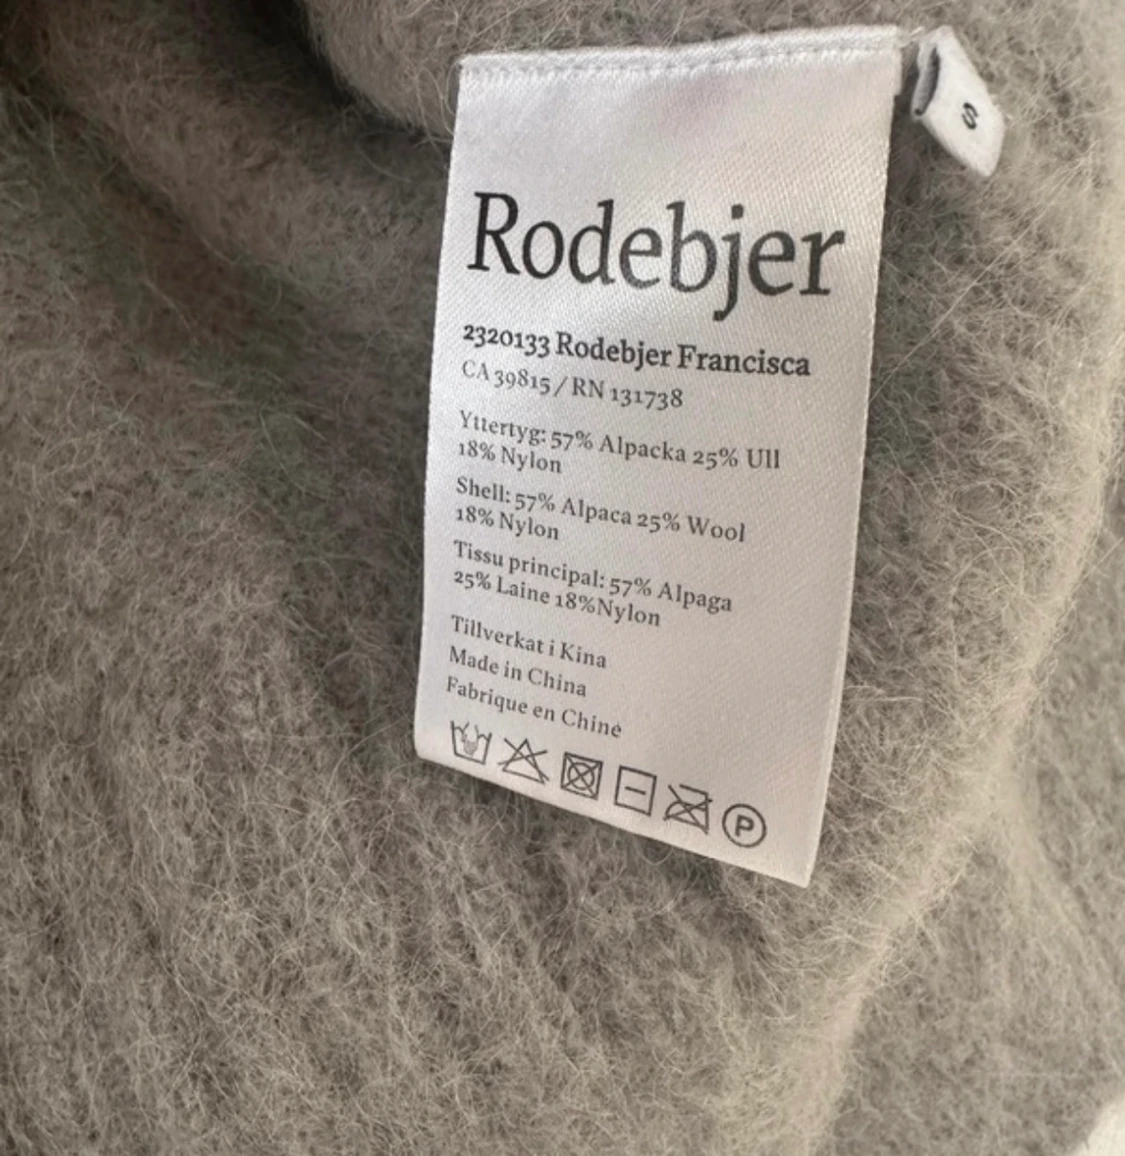 Rodebjer
2320133 Rodebjer Francisca
CA 39815 / RN 131738
Yttertyg: 57% Alpacka 25% Ull
18% Nylon
Shell: 57% Alpaca 25% Wool
18% Nylon
Tissu principal: 57% Alpaga
25% Laine 18%Nylon
Tillverkat i Kina
Made in China
Fabrique en Chine
P
S